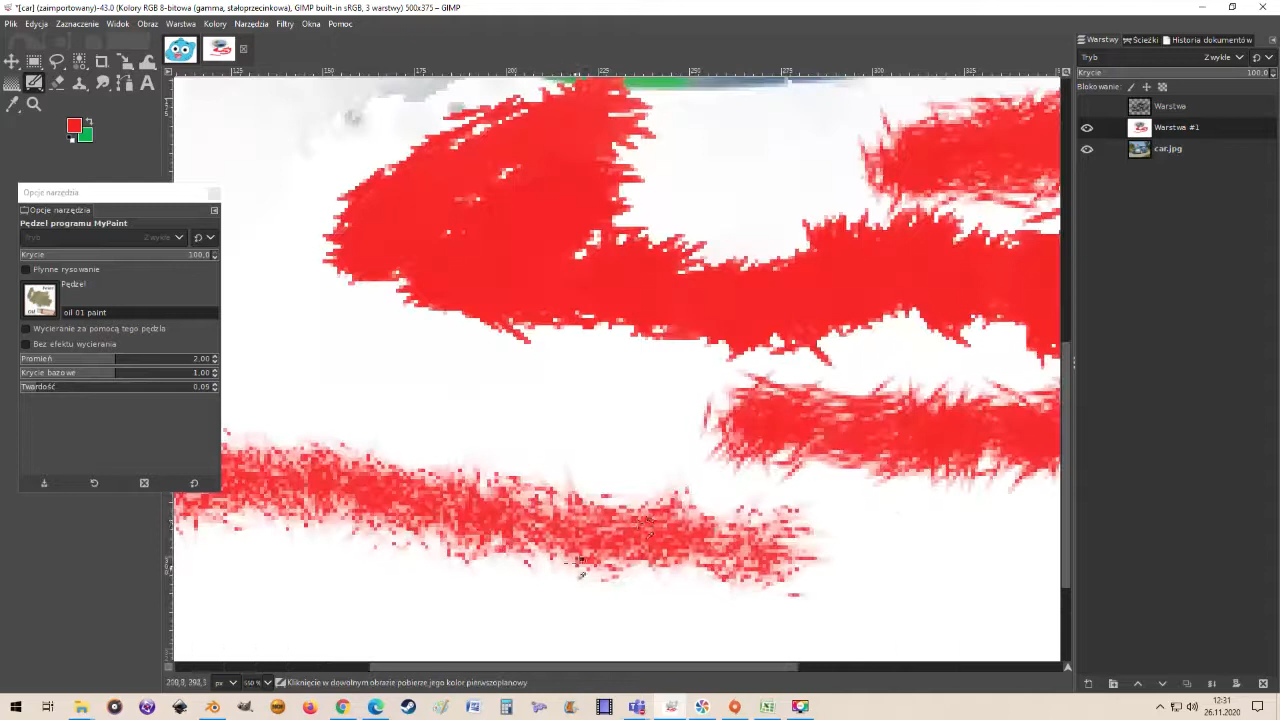 *[car] (zaimportowany)-43.0 (Kolory RGB 8-bitowa (gamma, stałoprzecinkowa), GIMP built-in sRGB, 3 warstwy) 500x375 – GIMP
Plik Edycja Zaznaczenie Widok Obraz Warstwa Kolory Narzędzia Filtry Okna Pomoc
Warstwy Ścieżki Historia dokumentów
Tryb Zwykłe
Krycie 100,0
Blokowanie:
Warstwa
Warstwa #1
car.jpg
125 150 175 200 225 250 275 300 325
Opcje narzędzia
Opcje narzędzia
Pędzel programu MyPaint
Tryb Zwykłe
Krycie 100,0
Płynne rysowanie
Pędzel
oil 01 paint
Wycieranie za pomocą tego pędzla
Bez efektu wycierania
Promień 2,00
Krycie bazowe 1,00
Twardość 0,05
px
Kliknięcie w dowolnym obrazie pobierze jego kolor pierwszoplanowy
12:31
26.11.2020